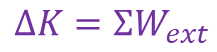 ΔK = ΣW_ext